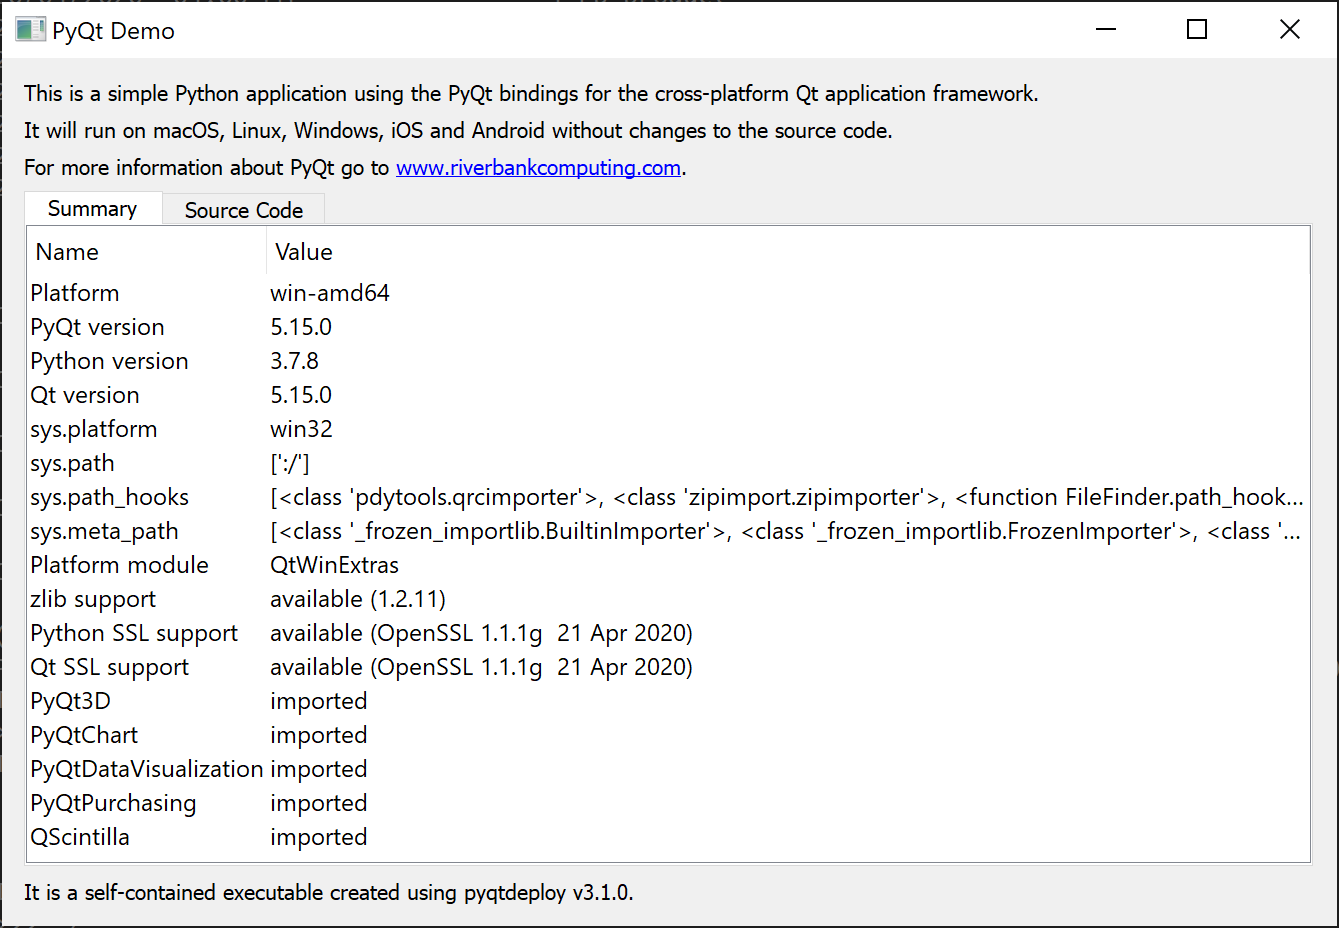 PyQt Demo
This is a simple Python application using the PyQt bindings for the cross-platform Qt application framework.
It will run on macOS, Linux, Windows, iOS and Android without changes to the source code.
For more information about PyQt go to www.riverbankcomputing.com.
Summary Source Code
Name Value
Platform win-amd64
PyQt version 5.15.0
Python version 3.7.8
Qt version 5.15.0
sys.platform win32
sys.path [':/']
sys.path_hooks [<class 'pdytools.qrcimporter'>, <class 'zipimport.zipimporter'>, <function FileFinder.path_hook...
sys.meta_path [<class '_frozen_importlib.BuiltinImporter'>, <class '_frozen_importlib.FrozenImporter'>, <class '...
Platform module QtWinExtras
zlib support available (1.2.11)
Python SSL support available (OpenSSL 1.1.1g  21 Apr 2020)
Qt SSL support available (OpenSSL 1.1.1g  21 Apr 2020)
PyQt3D imported
PyQtChart imported
PyQtDataVisualization imported
PyQtPurchasing imported
QScintilla imported
It is a self-contained executable created using pyqtdeploy v3.1.0.